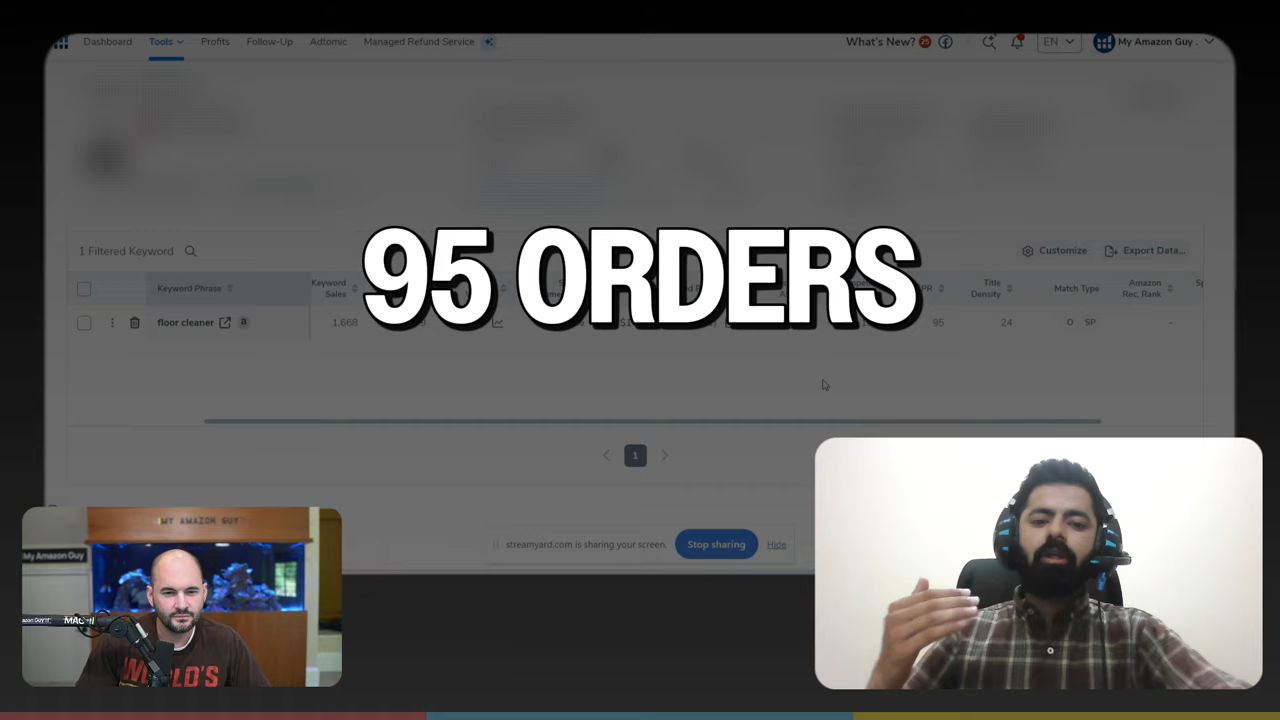 Dashboard Tools Profits Follow-Up Adtomic Managed Refund Service What's New? 25 EN My Amazon Guy .
1 Filtered Keyword Customize Export Data...
95 ORDERS
Keyword Phrase Keyword Sales PR Title Density Match Type Amazon Rec. Rank
floor cleaner a 1,668 95 24 O SP -
1
streamyard.com is sharing your screen. Stop sharing Hide
MY AMAZON GUY
My Amazon Guy
WORLD'S